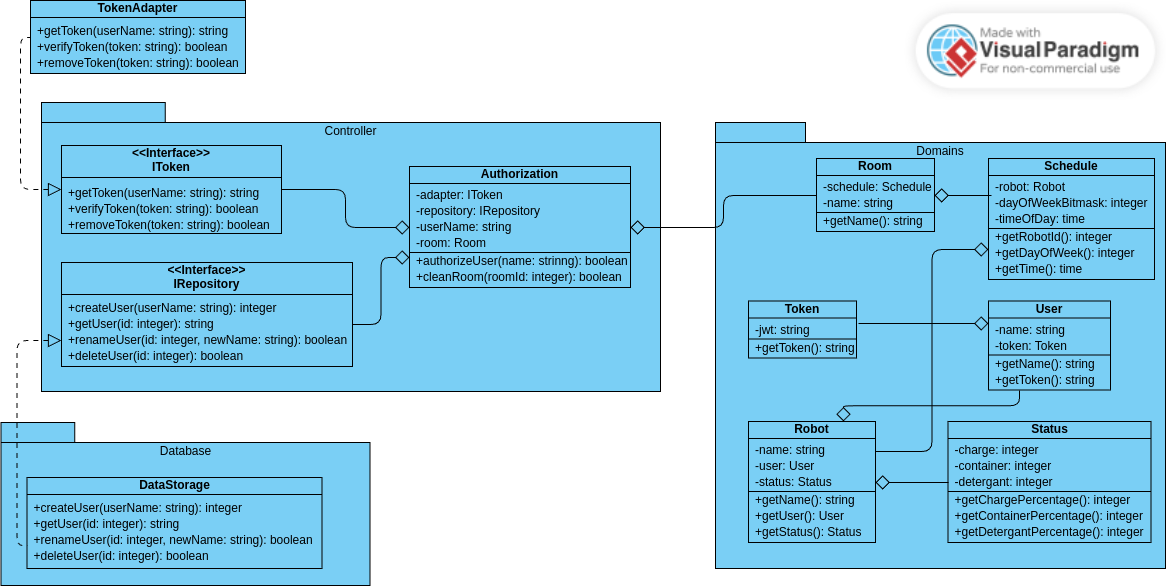 TokenAdapter
+getToken(userName: string): string
+verifyToken(token: string): boolean
+removeToken(token: string): boolean
Made with
VisualParadigm
For non-commercial use
Controller
<<Interface>>
IToken
+getToken(userName: string): string
+verifyToken(token: string): boolean
+removeToken(token: string): boolean
<<Interface>>
IRepository
+createUser(userName: string): integer
+getUser(id: integer): string
+renameUser(id: integer, newName: string): boolean
+deleteUser(id: integer): boolean
Authorization
-adapter: IToken
-repository: IRepository
-userName: string
-room: Room
+authorizeUser(name: strinng): boolean
+cleanRoom(roomId: integer): boolean
Domains
Room
-schedule: Schedule
-name: string
+getName(): string
Schedule
-robot: Robot
-dayOfWeekBitmask: integer
-timeOfDay: time
+getRobotId(): integer
+getDayOfWeek(): integer
+getTime(): time
Token
-jwt: string
+getToken(): string
User
-name: string
-token: Token
+getName(): string
+getToken(): string
Robot
-name: string
-user: User
-status: Status
+getName(): string
+getUser(): User
+getStatus(): Status
Status
-charge: integer
-container: integer
-detergant: integer
+getChargePercentage(): integer
+getContainerPercentage(): integer
+getDetergantPercentage(): integer
Database
DataStorage
+createUser(userName: string): integer
+getUser(id: integer): string
+renameUser(id: integer, newName: string): boolean
+deleteUser(id: integer): boolean